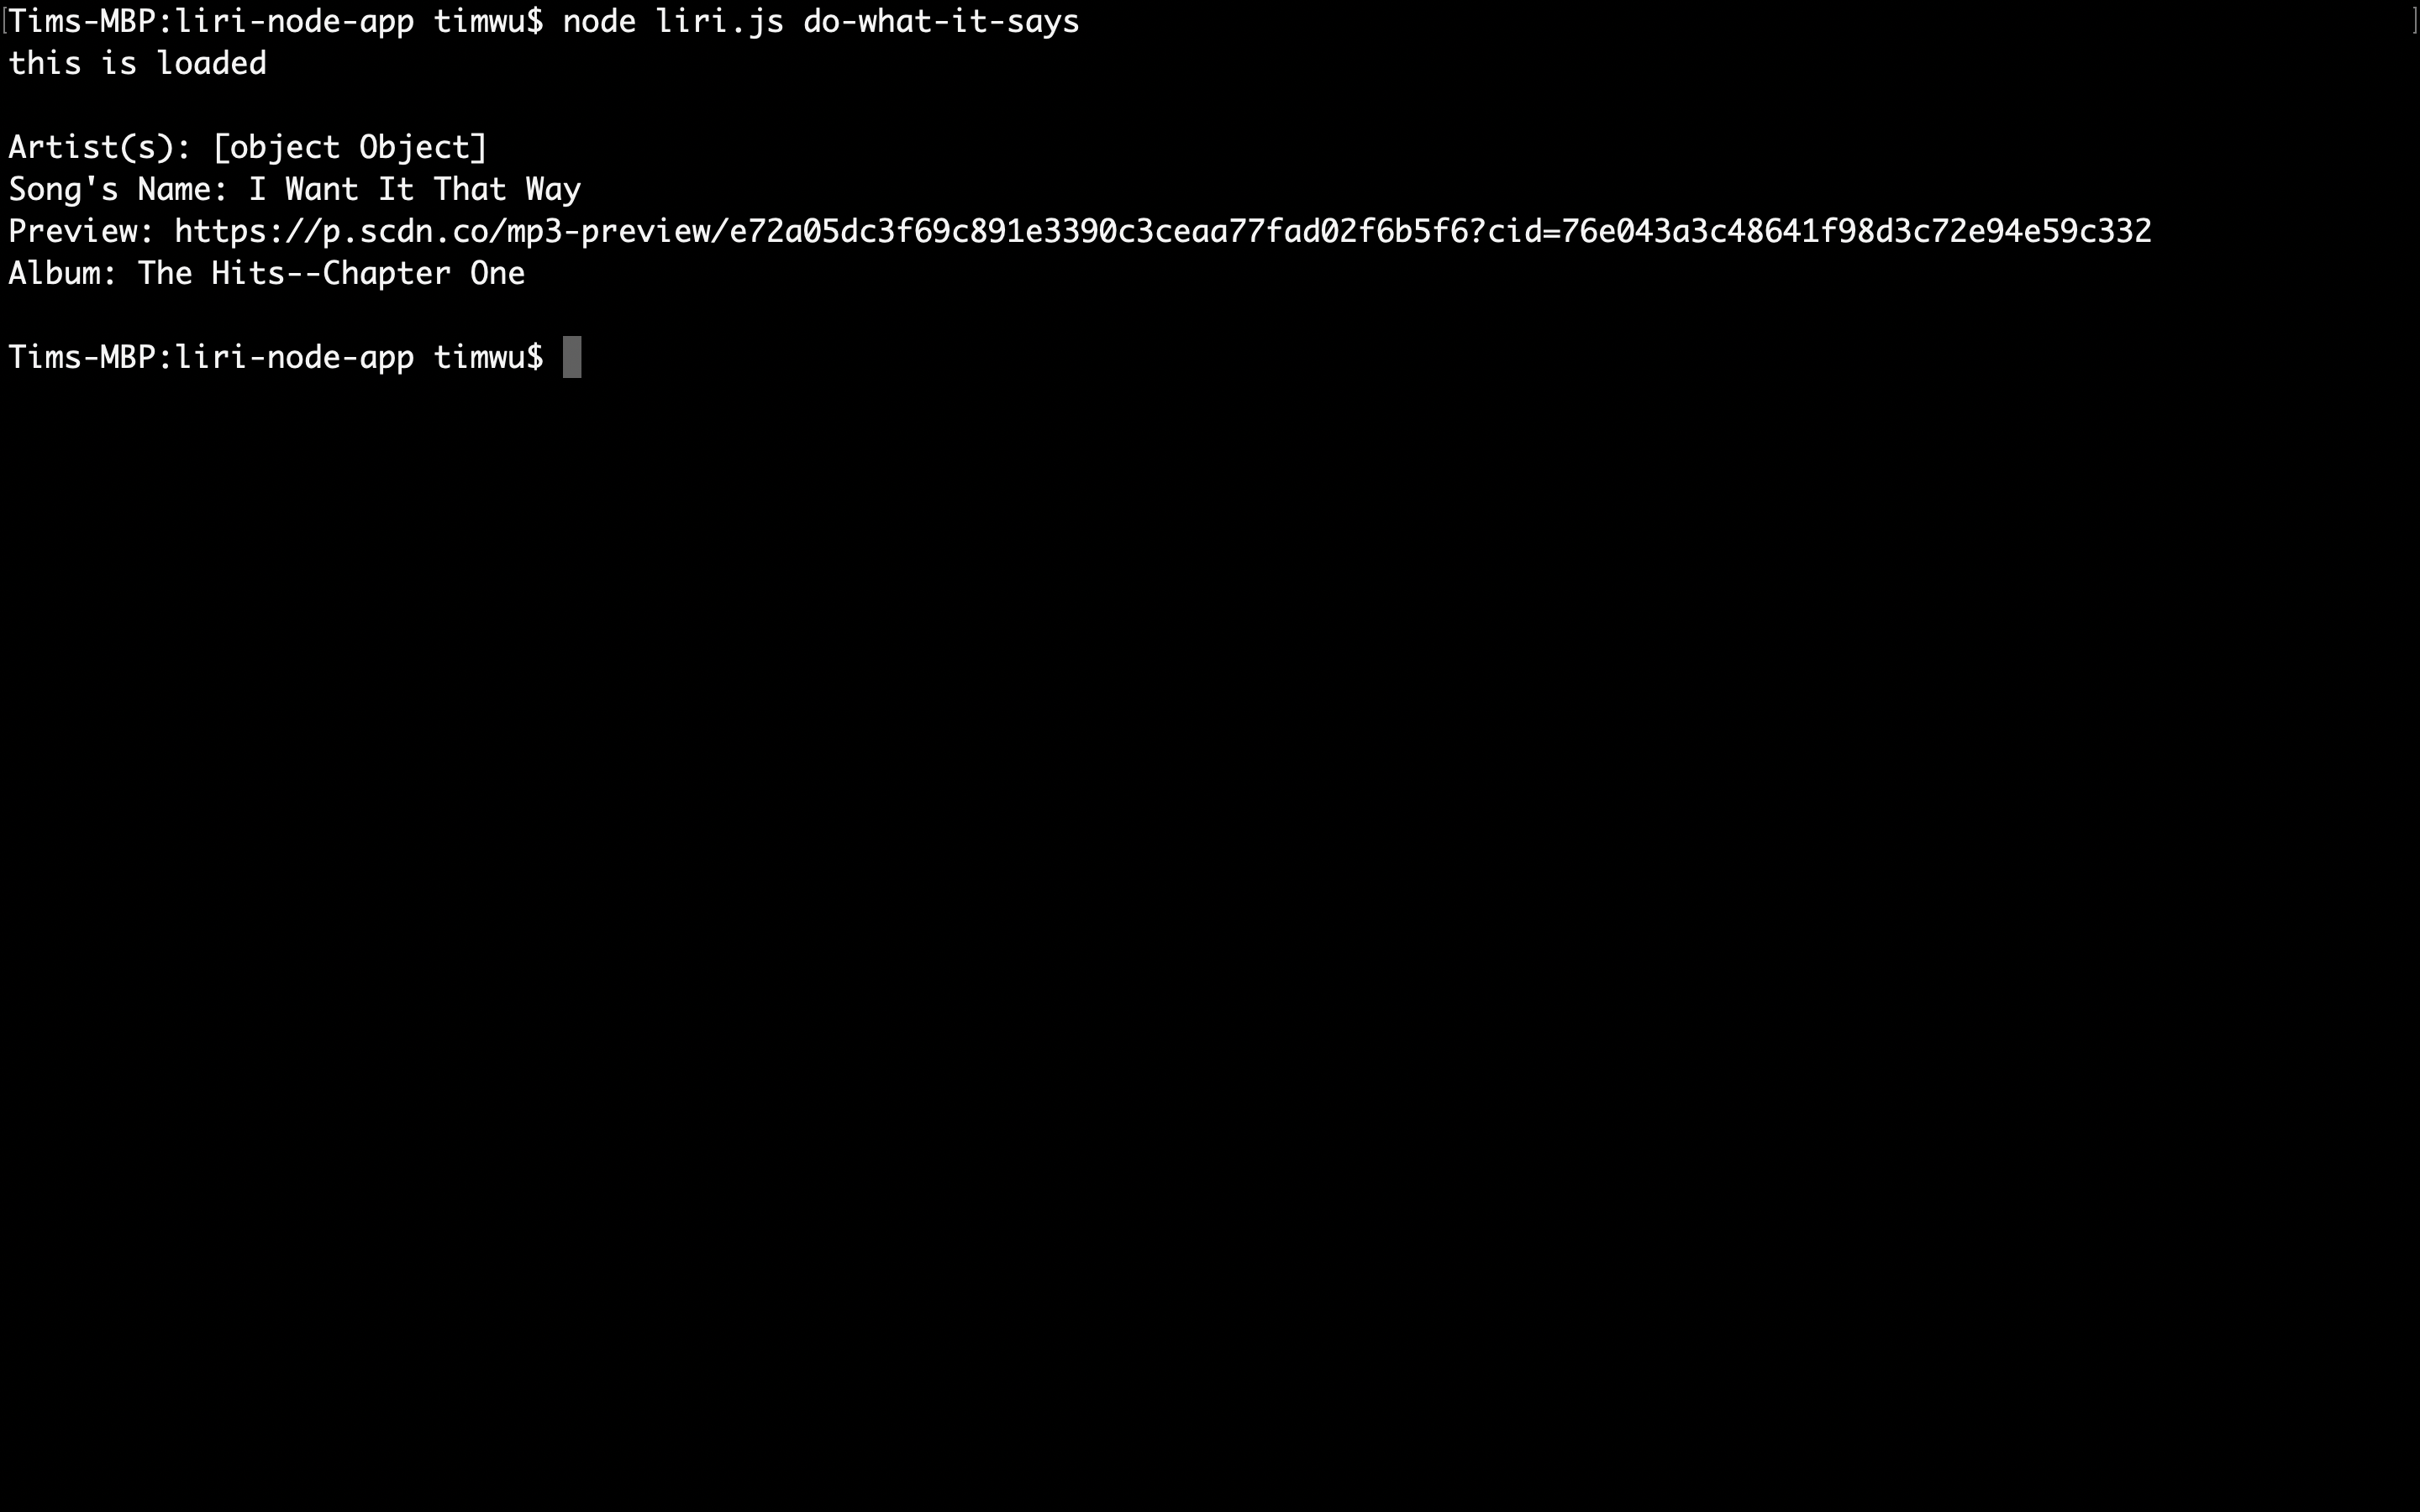 [Tims-MBP:liri-node-app timwu$ node liri.js do-what-it-says ]
this is loaded
Artist(s): [object Object]
Song's Name: I Want It That Way
Preview: https://p.scdn.co/mp3-preview/e72a05dc3f69c891e3390c3ceaa77fad02f6b5f6?cid=76e043a3c48641f98d3c72e94e59c332
Album: The Hits--Chapter One
Tims-MBP:liri-node-app timwu$